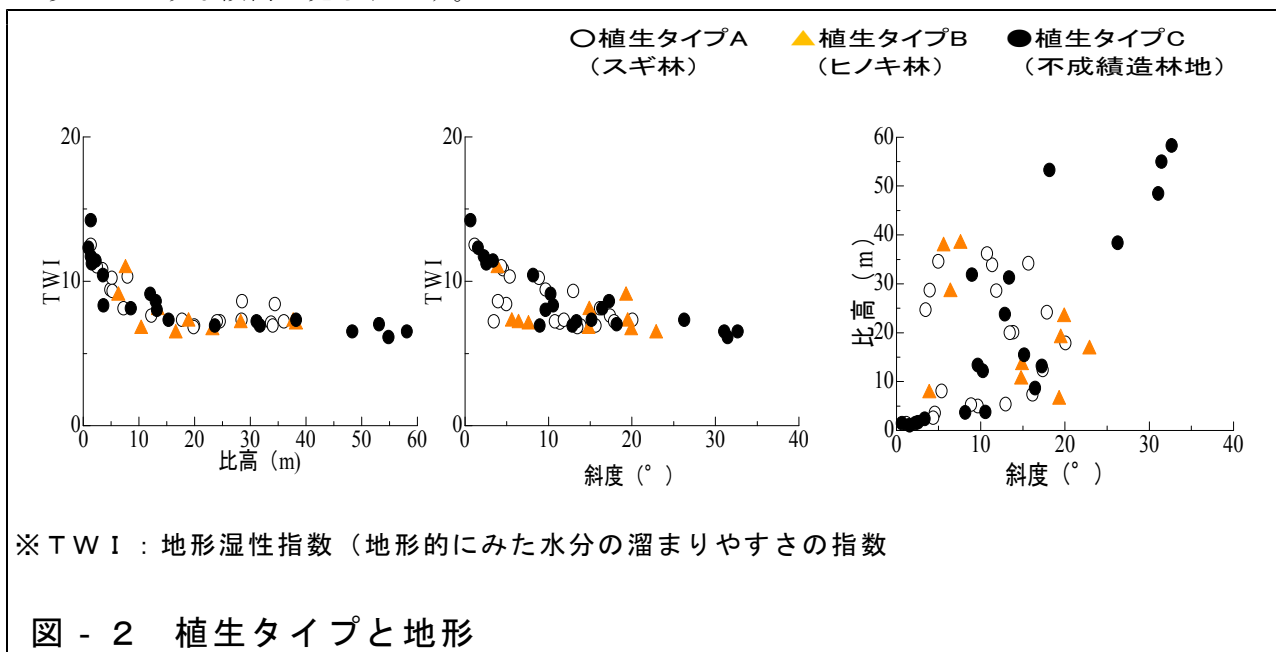 ○植生タイプA ▲植生タイプB ●植生タイプC
(スギ林) (ヒノキ林) (不成績造林地)
20
10
0
TWI
0 10 20 30 40 50 60
比高 (m)
20
10
0
TWI
0 10 20 30 40
斜度 (°)
60
50
40
30
20
10
0
比高 (m)
0 10 20 30 40
斜度 (°)
※TWI:地形湿性指数(地形的にみた水分の溜まりやすさの指数
図-2 植生タイプと地形